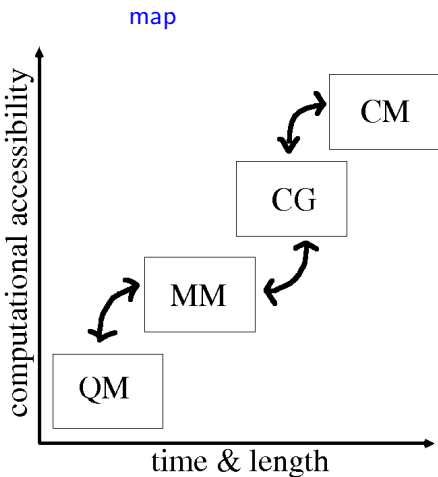 map
computational accessibility
CM
CG
MM
QM
time & length